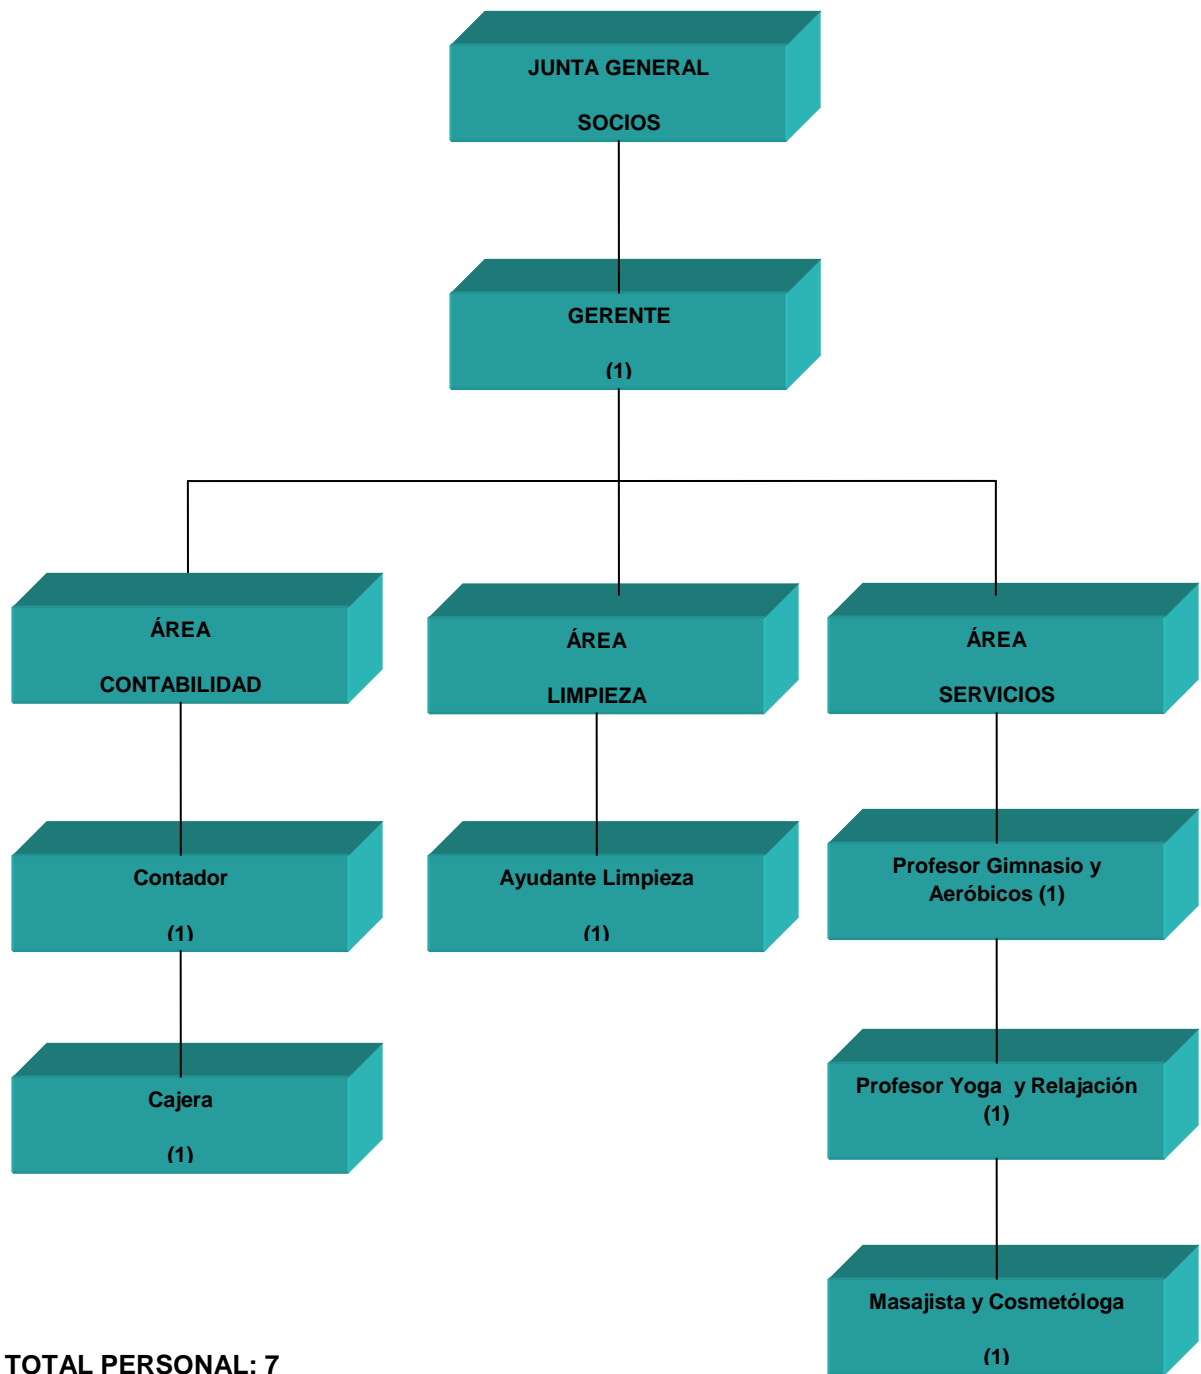 JUNTA GENERAL
SOCIOS
GERENTE
(1)
ÁREA
CONTABILIDAD
ÁREA
LIMPIEZA
ÁREA
SERVICIOS
Contador
(1)
Ayudante Limpieza
(1)
Profesor Gimnasio y
Aeróbicos (1)
Cajera
(1)
Profesor Yoga y Relajación
(1)
Masajista y Cosmetóloga
(1)
TOTAL PERSONAL: 7